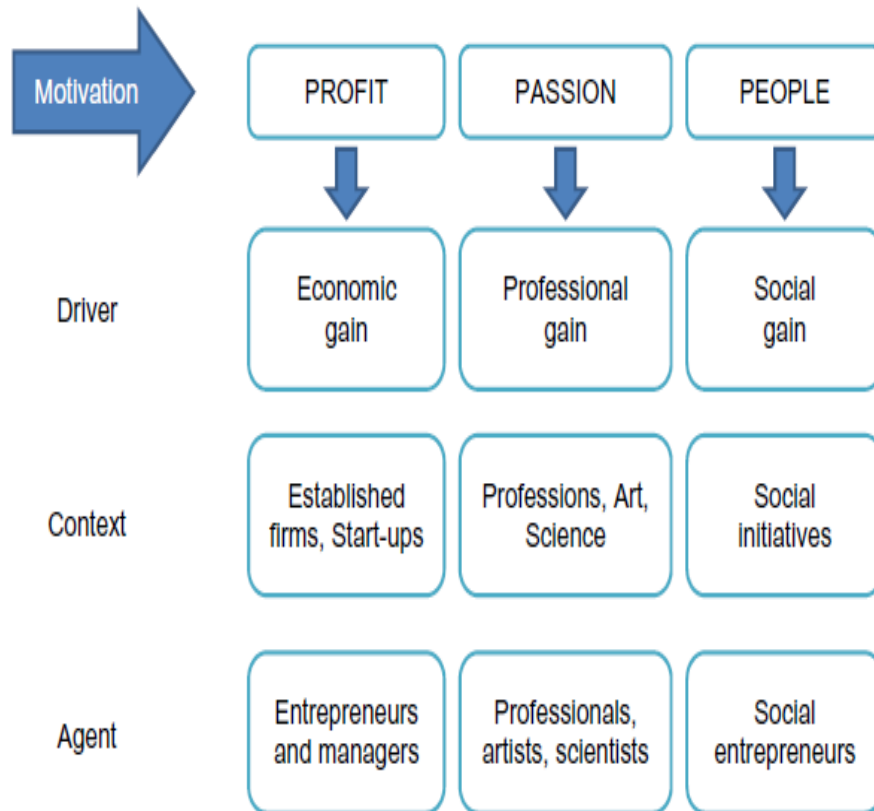 Motivation
PROFIT
PASSION
PEOPLE
Driver
Economic
gain
Professional
gain
Social
gain
Context
Established
firms, Start-ups
Professions, Art,
Science
Social
initiatives
Agent
Entrepreneurs
and managers
Professionals,
artists, scientists
Social
entrepreneurs